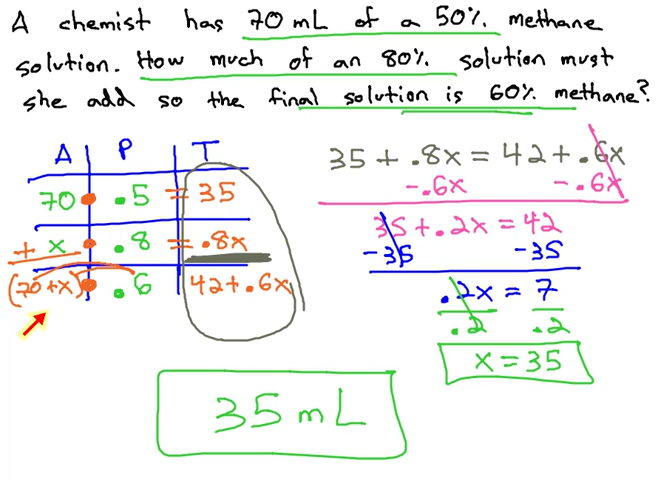 A chemist has 70 mL of a 50% methane
solution. How much of an 80% solution must
she add so the final solution is 60% methane?
A P T
70 • .5 = 35
+ x • .8 = .8x
(70+x) • .6 42+.6x
35 + .8x = 42 + .6x
-.6x -.6x
35 + .2x = 42
-35 -35
.2x = 7
.2 .2
x = 35
35 mL